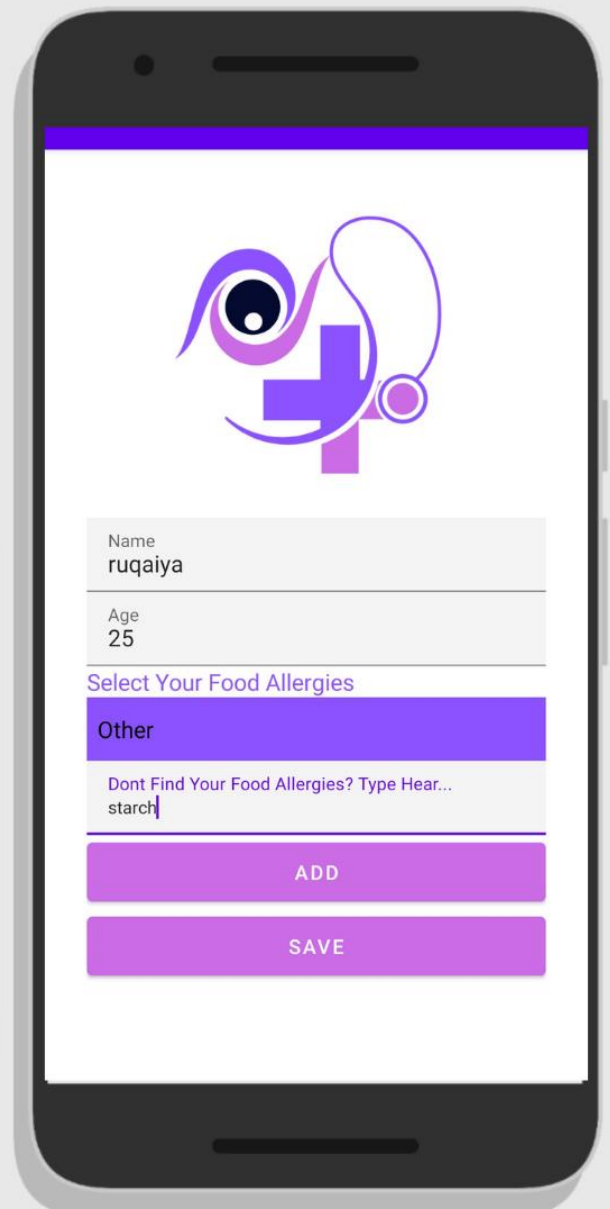 Name
ruqaiya
Age
25
Select Your Food Allergies
Other
Dont Find Your Food Allergies? Type Hear...
starch
ADD
SAVE